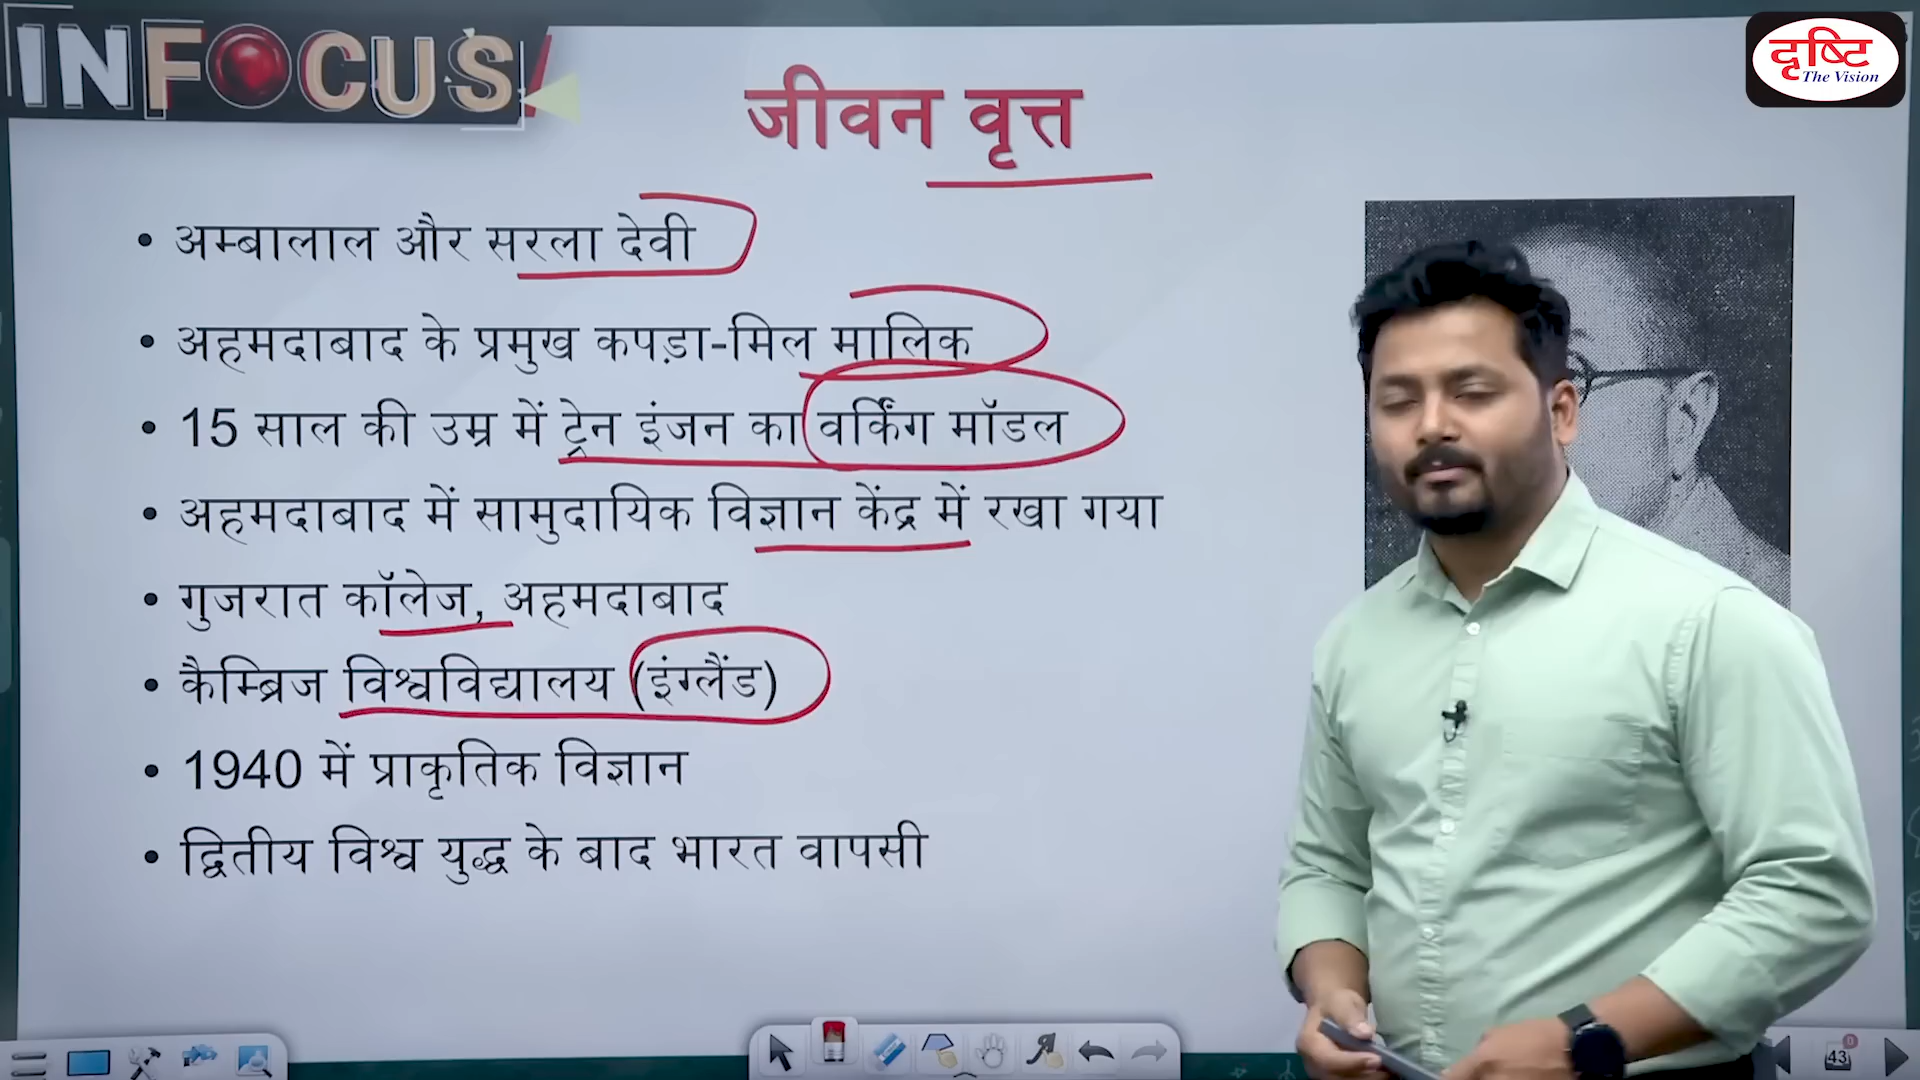 INFOCUS
दृष्टि
The Vision
जीवन वृत्त
• अम्बालाल और सरला देवी
• अहमदाबाद के प्रमुख कपड़ा-मिल मालिक
• 15 साल की उम्र में ट्रेन इंजन का वर्किंग मॉडल
• अहमदाबाद में सामुदायिक विज्ञान केंद्र में रखा गया
• गुजरात कॉलेज, अहमदाबाद
• कैम्ब्रिज विश्वविद्यालय (इंग्लैंड)
• 1940 में प्राकृतिक विज्ञान
• द्वितीय विश्व युद्ध के बाद भारत वापसी
43
0